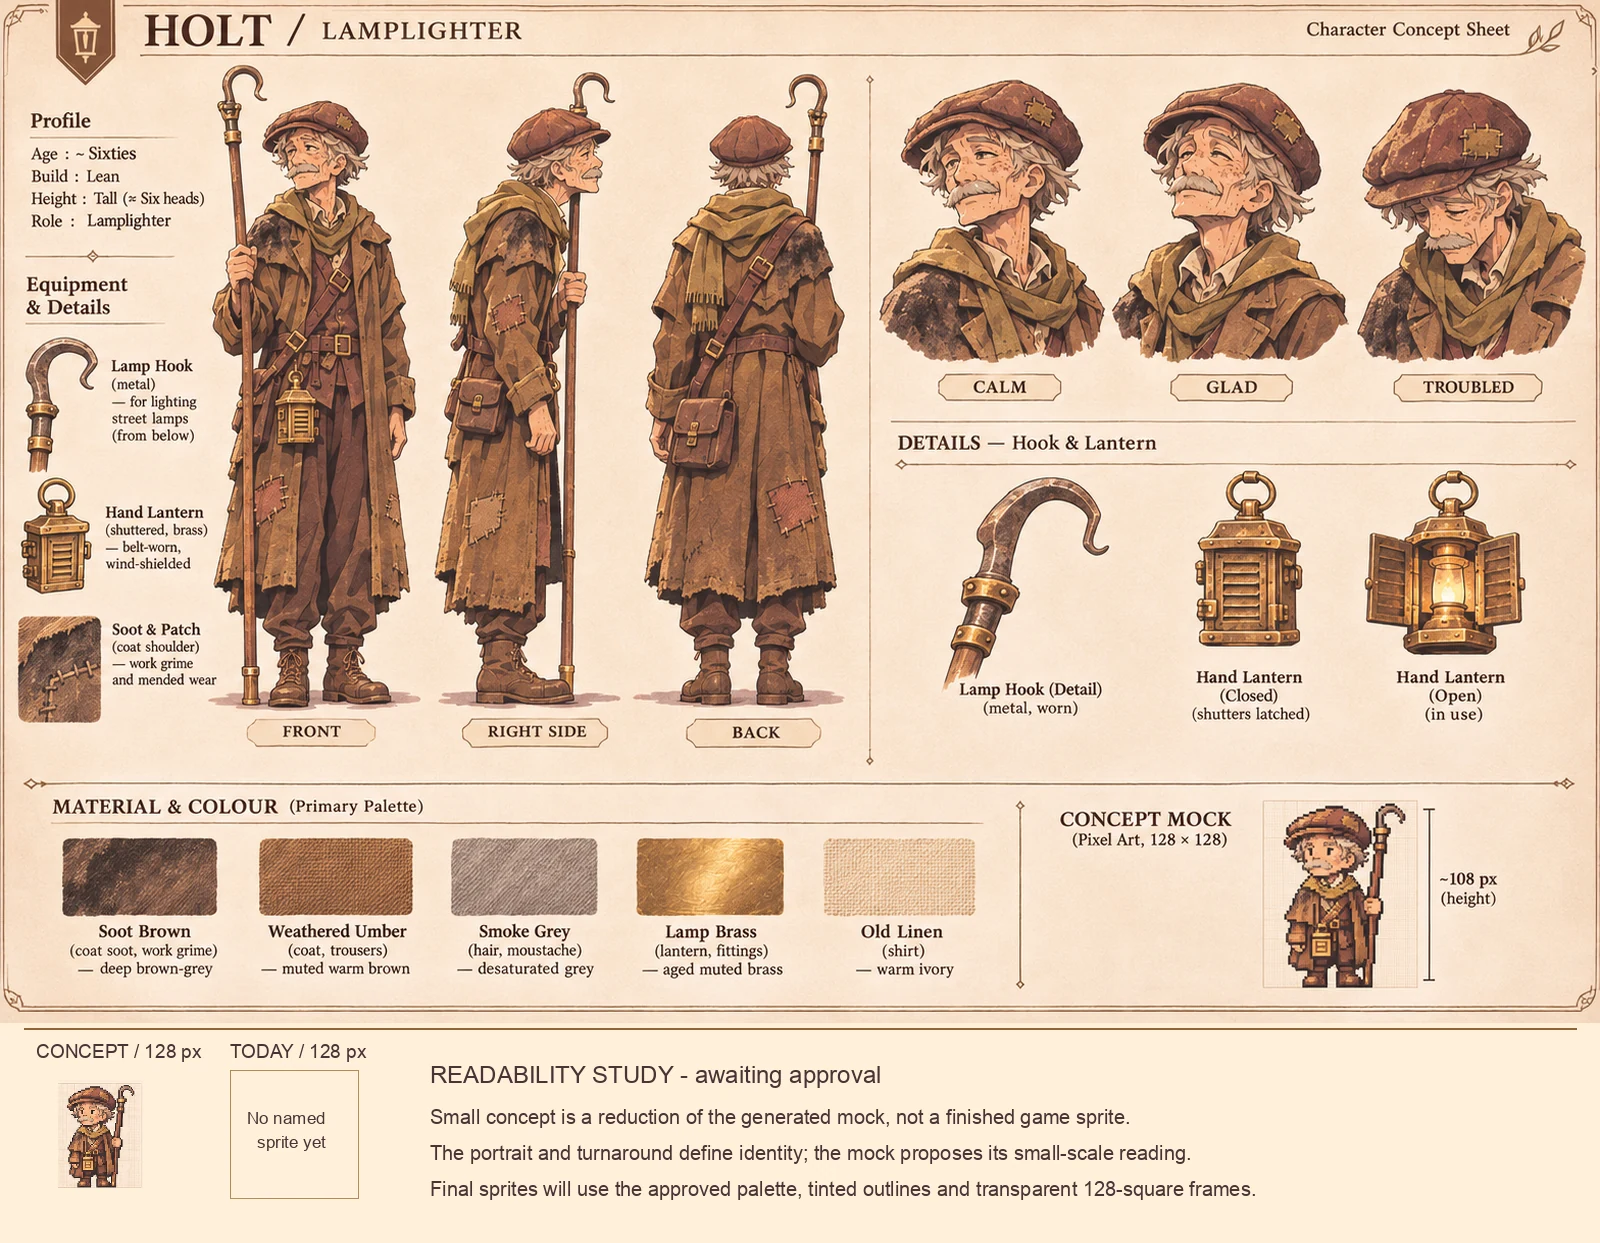 HOLT / LAMPLIGHTER
Character Concept Sheet
Profile
Age : ~ Sixties
Build : Lean
Height : Tall (≈ Six heads)
Role : Lamplighter
Equipment
& Details
Lamp Hook
(metal)
— for lighting
street lamps
(from below)
Hand Lantern
(shuttered, brass)
— belt-worn,
wind-shielded
Soot & Patch
(coat shoulder)
— work grime
and mended wear
FRONT
RIGHT SIDE
BACK
CALM
GLAD
TROUBLED
DETAILS — Hook & Lantern
Lamp Hook (Detail)
(metal, worn)
Hand Lantern
(Closed)
(shutters latched)
Hand Lantern
(Open)
(in use)
MATERIAL & COLOUR (Primary Palette)
Soot Brown
(coat soot, work grime)
— deep brown-grey
Weathered Umber
(coat, trousers)
— muted warm brown
Smoke Grey
(hair, moustache)
— desaturated grey
Lamp Brass
(lantern, fittings)
— aged muted brass
Old Linen
(shirt)
— warm ivory
CONCEPT MOCK
(Pixel Art, 128 × 128)
~108 px
(height)
CONCEPT / 128 px
TODAY / 128 px
No named
sprite yet
READABILITY STUDY - awaiting approval
Small concept is a reduction of the generated mock, not a finished game sprite.
The portrait and turnaround define identity; the mock proposes its small-scale reading.
Final sprites will use the approved palette, tinted outlines and transparent 128-square frames.